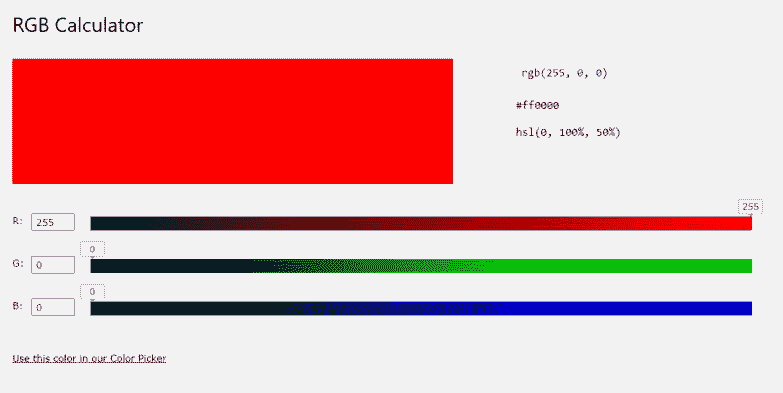 RGB Calculator
rgb(255, 0, 0)
#ff0000
hsl(0, 100%, 50%)
255
R: 255
0
G: 0
0
B: 0
Use this color in our Color Picker